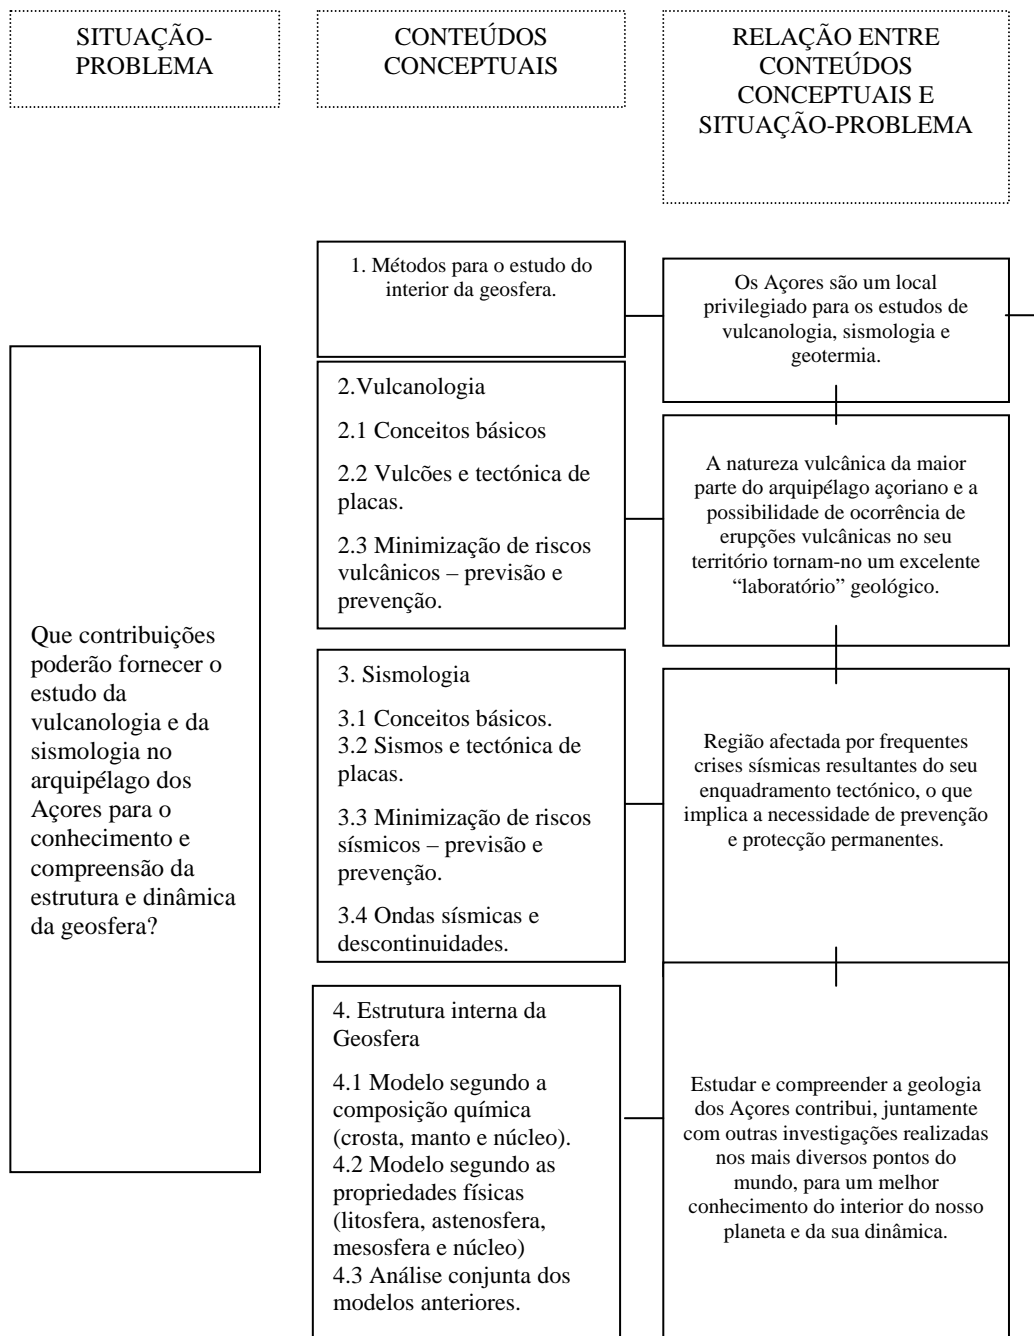 SITUAÇÃO-
PROBLEMA
CONTEÚDOS
CONCEPTUAIS
RELAÇÃO ENTRE
CONTEÚDOS
CONCEPTUAIS E
SITUAÇÃO-PROBLEMA
Que contribuições
poderão fornecer o
estudo da
vulcanologia e da
sismologia no
arquipélago dos
Açores para o
conhecimento e
compreensão da
estrutura e dinâmica
da geosfera?
1. Métodos para o estudo do
interior da geosfera.
Os Açores são um local
privilegiado para os estudos de
vulcanologia, sismologia e
geotermia.
2.Vulcanologia
2.1 Conceitos básicos
2.2 Vulcões e tectónica de
placas.
2.3 Minimização de riscos
vulcânicos – previsão e
prevenção.
A natureza vulcânica da maior
parte do arquipélago açoriano e a
possibilidade de ocorrência de
erupções vulcânicas no seu
território tornam-no um excelente
“laboratório” geológico.
3. Sismologia
3.1 Conceitos básicos.
3.2 Sismos e tectónica de
placas.
3.3 Minimização de riscos
sísmicos – previsão e
prevenção.
3.4 Ondas sísmicas e
descontinuidades.
Região afectada por frequentes
crises sísmicas resultantes do seu
enquadramento tectónico, o que
implica a necessidade de prevenção
e protecção permanentes.
4. Estrutura interna da
Geosfera
4.1 Modelo segundo a
composição química
(crosta, manto e núcleo).
4.2 Modelo segundo as
propriedades físicas
(litosfera, astenosfera,
mesosfera e núcleo)
4.3 Análise conjunta dos
modelos anteriores.
Estudar e compreender a geologia
dos Açores contribui, juntamente
com outras investigações realizadas
nos mais diversos pontos do
mundo, para um melhor
conhecimento do interior do nosso
planeta e da sua dinâmica.